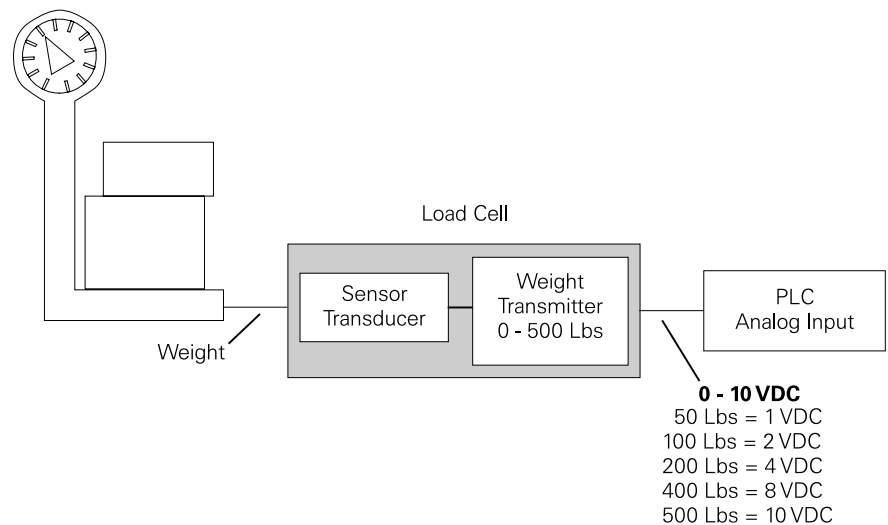 Load Cell
Sensor
Transducer
Weight
Transmitter
0 - 500 Lbs
PLC
Analog Input
Weight
0 - 10 VDC
50 Lbs = 1 VDC
100 Lbs = 2 VDC
200 Lbs = 4 VDC
400 Lbs = 8 VDC
500 Lbs = 10 VDC